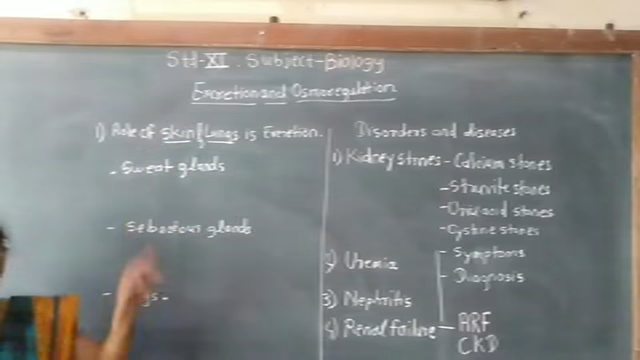 Std-XI. Subject-Biology
Excretion and Osmoregulation
1) Role of skin & Lungs is Excretion.
- Sweat glands
- Sebaceous glands
Disorders and diseases
1) Kidney stones - Calcium stones
- Struvite stones
- Uric acid stones
- Cystine stones
2) Uremia
- Symptoms
- Diagnosis
3) Nephritis
4) Renal failure - ARF
CKD